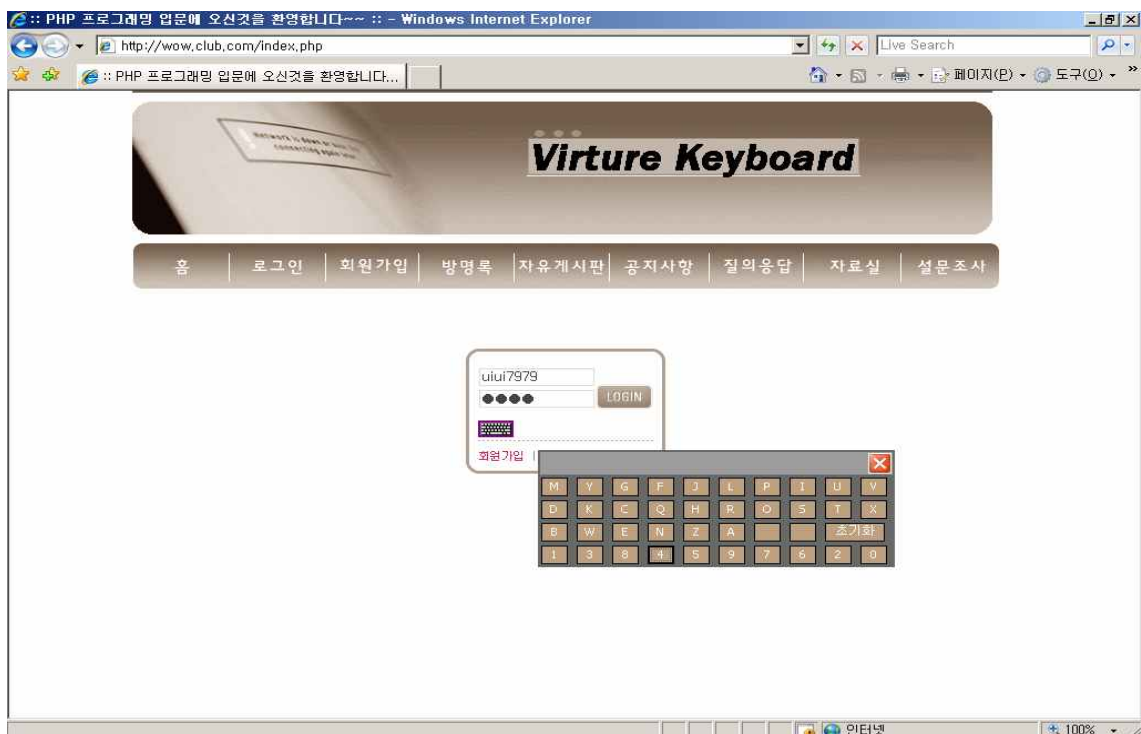 :: PHP 프로그래밍 입문에 오신것을 환영합니다~~ :: - Windows Internet Explorer
http://wow.club.com/index.php
Live Search
:: PHP 프로그래밍 입문에 오신것을 환영합니다...
페이지(P)
도구(O)
Virture Keyboard
홈 로그인 회원가입 방명록 자유게시판 공지사항 질의응답 자료실 설문조사
uiui7979
●●●●
LOGIN
회원가입
M Y G F J L P I U V
D K C Q H R O S T X
B W E N Z A 초기화
1 3 8 4 5 9 7 6 2 0
인터넷
100%